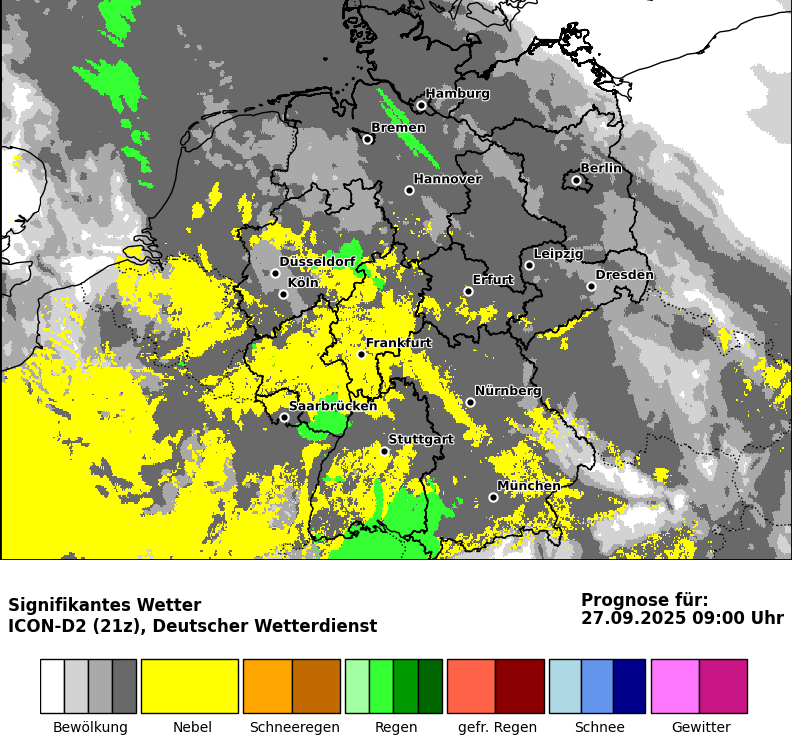 Hamburg
Bremen
Berlin
Hannover
Düsseldorf
Leipzig
Köln
Erfurt
Dresden
Frankfurt
Nürnberg
Saarbrücken
Stuttgart
München
Signifikantes Wetter
ICON-D2 (21z), Deutscher Wetterdienst
Prognose für:
27.09.2025 09:00 Uhr
Bewölkung
Nebel
Schneeregen
Regen
gefr. Regen
Schnee
Gewitter